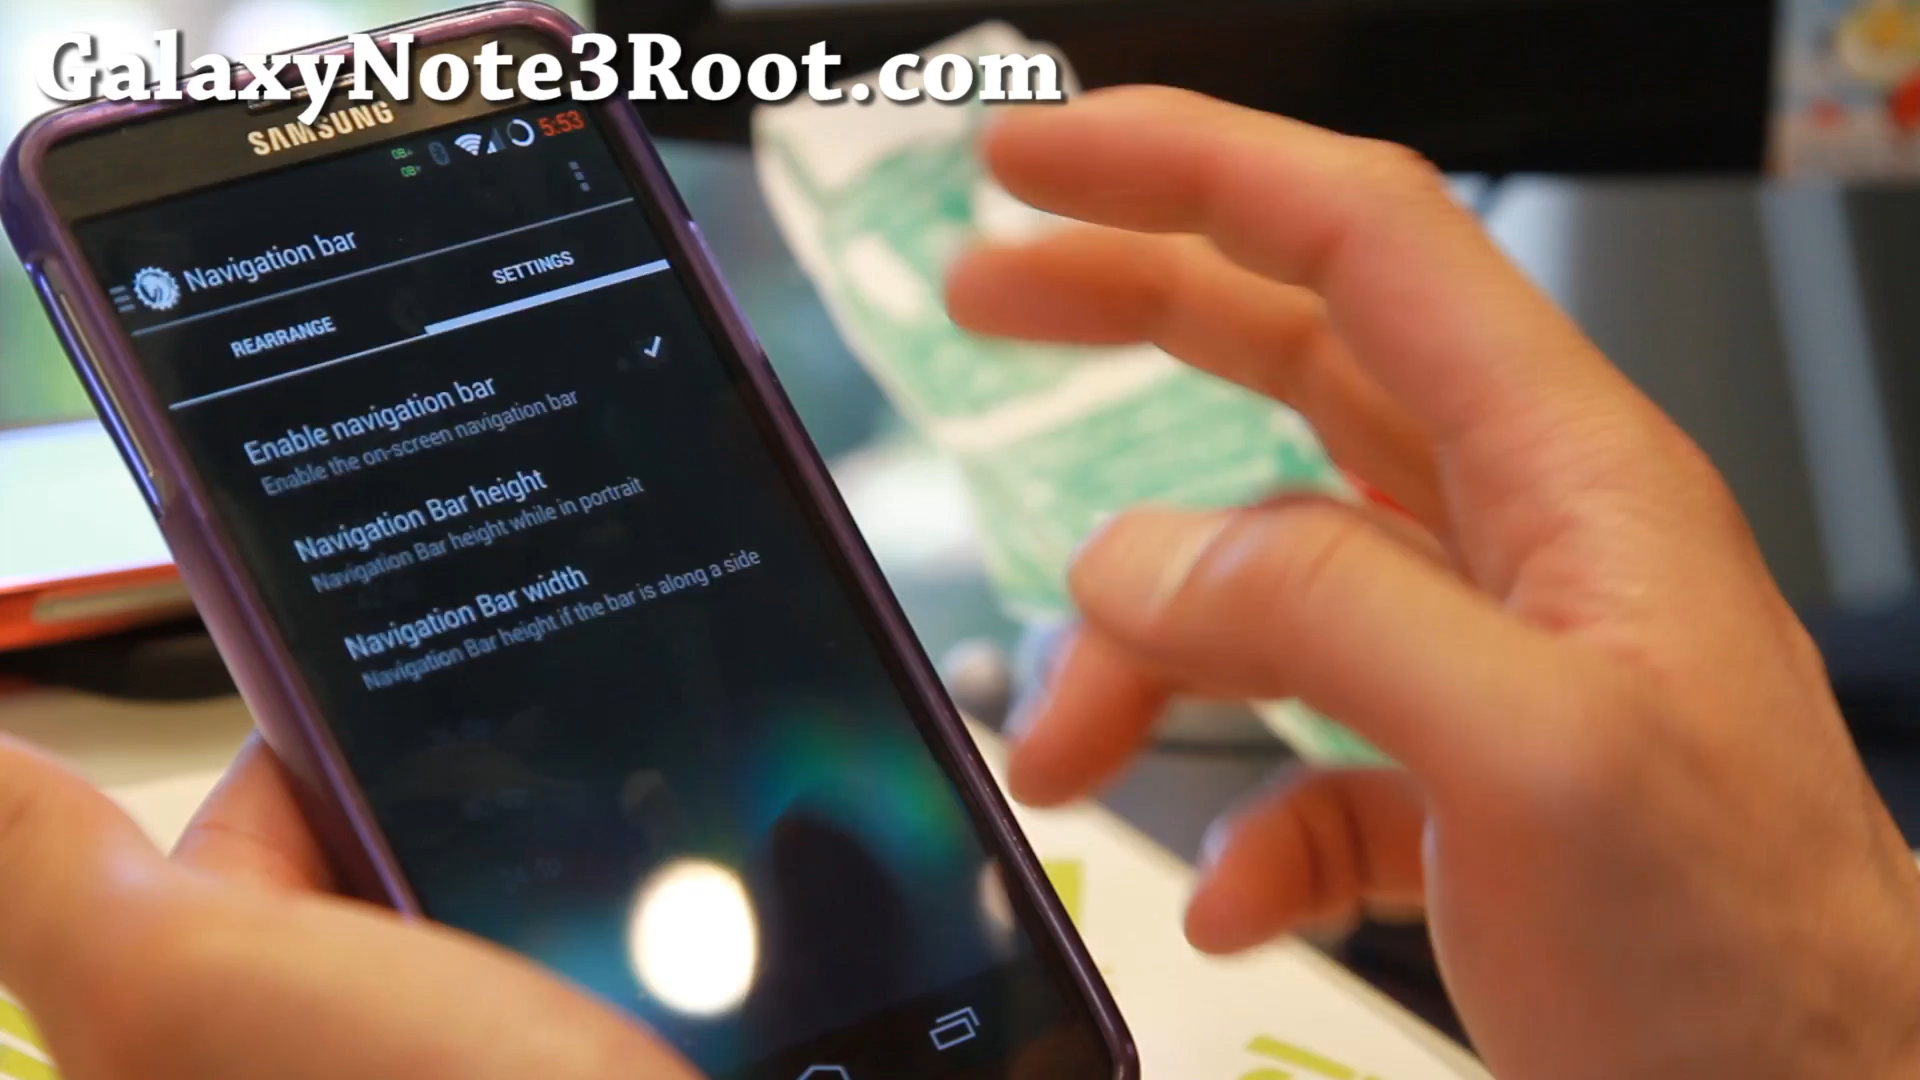 GalaxyNote3Root.com
SAMSUNG
0B
0B
5:53
Navigation bar
REARRANGE
SETTINGS
Enable navigation bar
Enable the on-screen navigation bar
Navigation Bar height
Navigation Bar height while in portrait
Navigation Bar width
Navigation Bar height if the bar is along a side